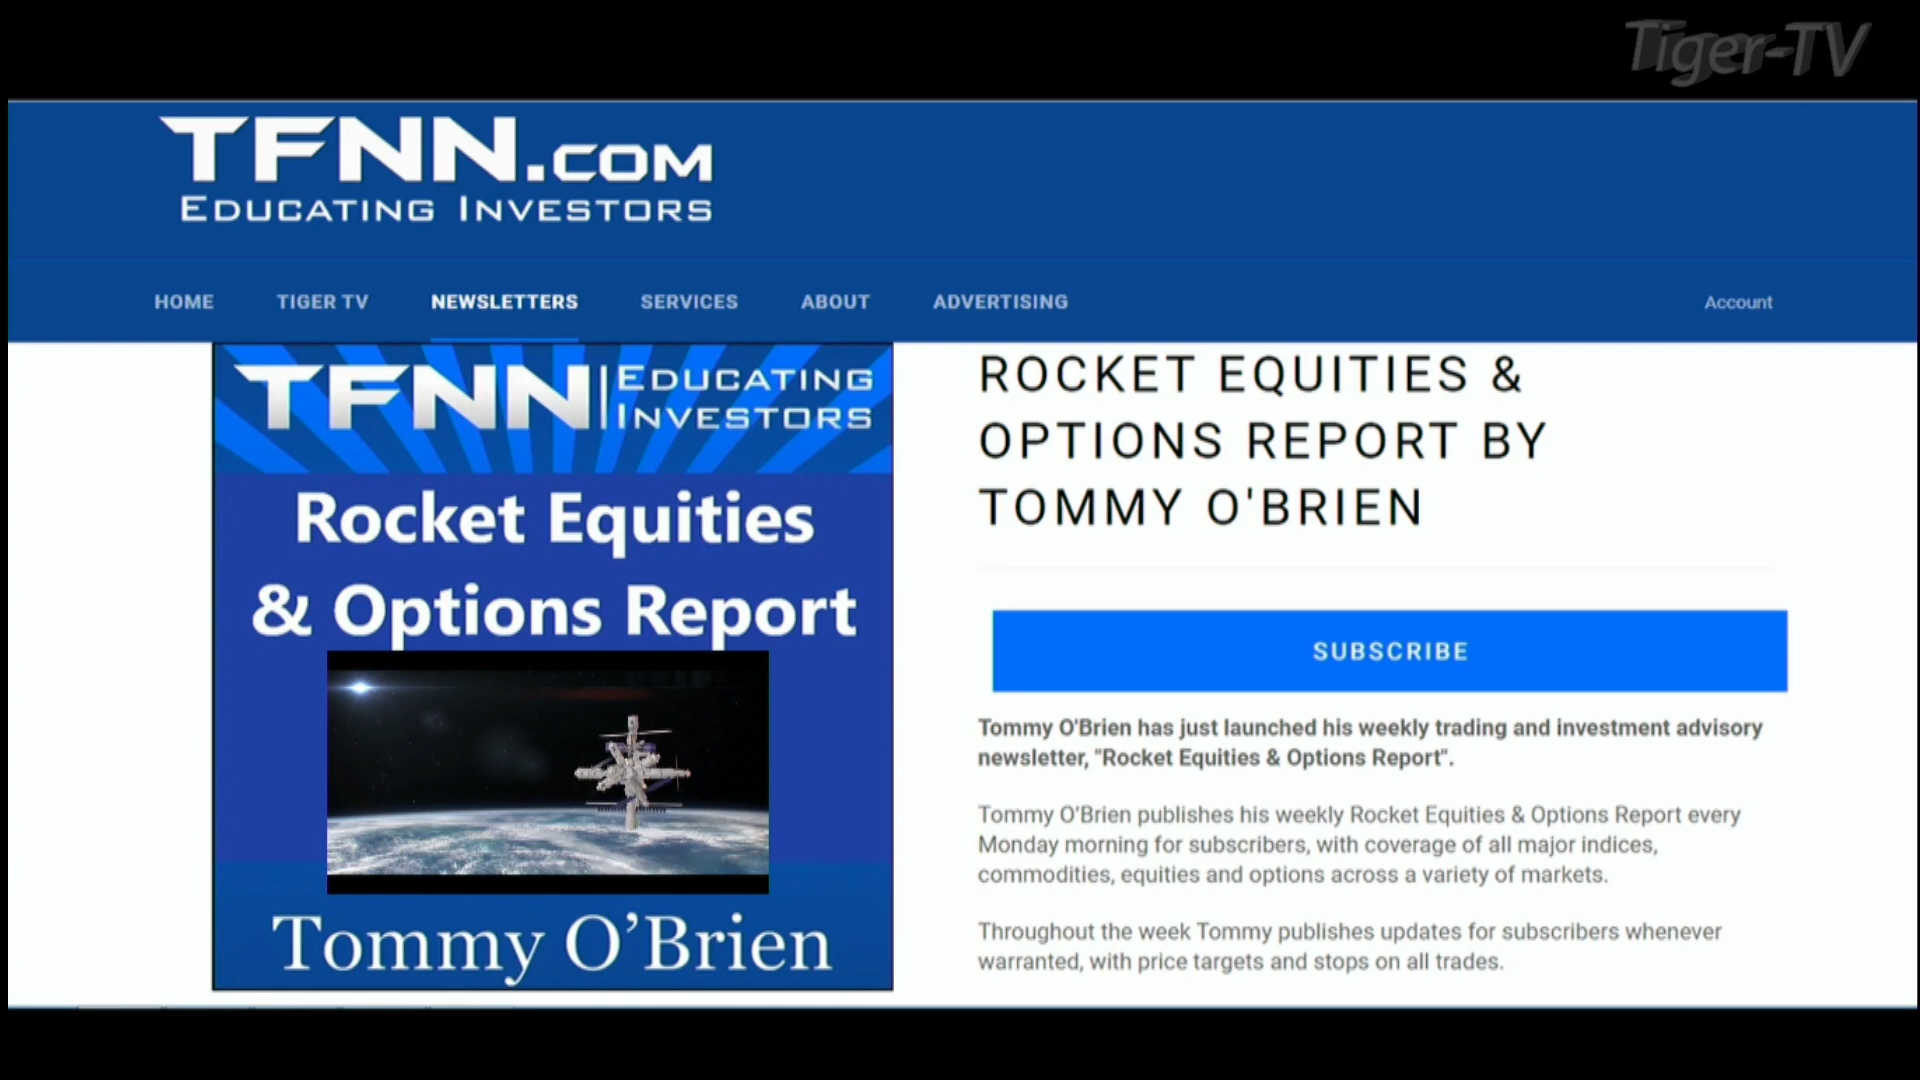 Tiger-TV
TFNN.COM
EDUCATING INVESTORS
HOME TIGER TV NEWSLETTERS SERVICES ABOUT ADVERTISING Account
TFNN EDUCATING
INVESTORS
Rocket Equities
& Options Report
Tommy O’Brien
ROCKET EQUITIES &
OPTIONS REPORT BY
TOMMY O'BRIEN
SUBSCRIBE
Tommy O'Brien has just launched his weekly trading and investment advisory
newsletter, "Rocket Equities & Options Report".
Tommy O'Brien publishes his weekly Rocket Equities & Options Report every
Monday morning for subscribers, with coverage of all major indices,
commodities, equities and options across a variety of markets.
Throughout the week Tommy publishes updates for subscribers whenever
warranted, with price targets and stops on all trades.